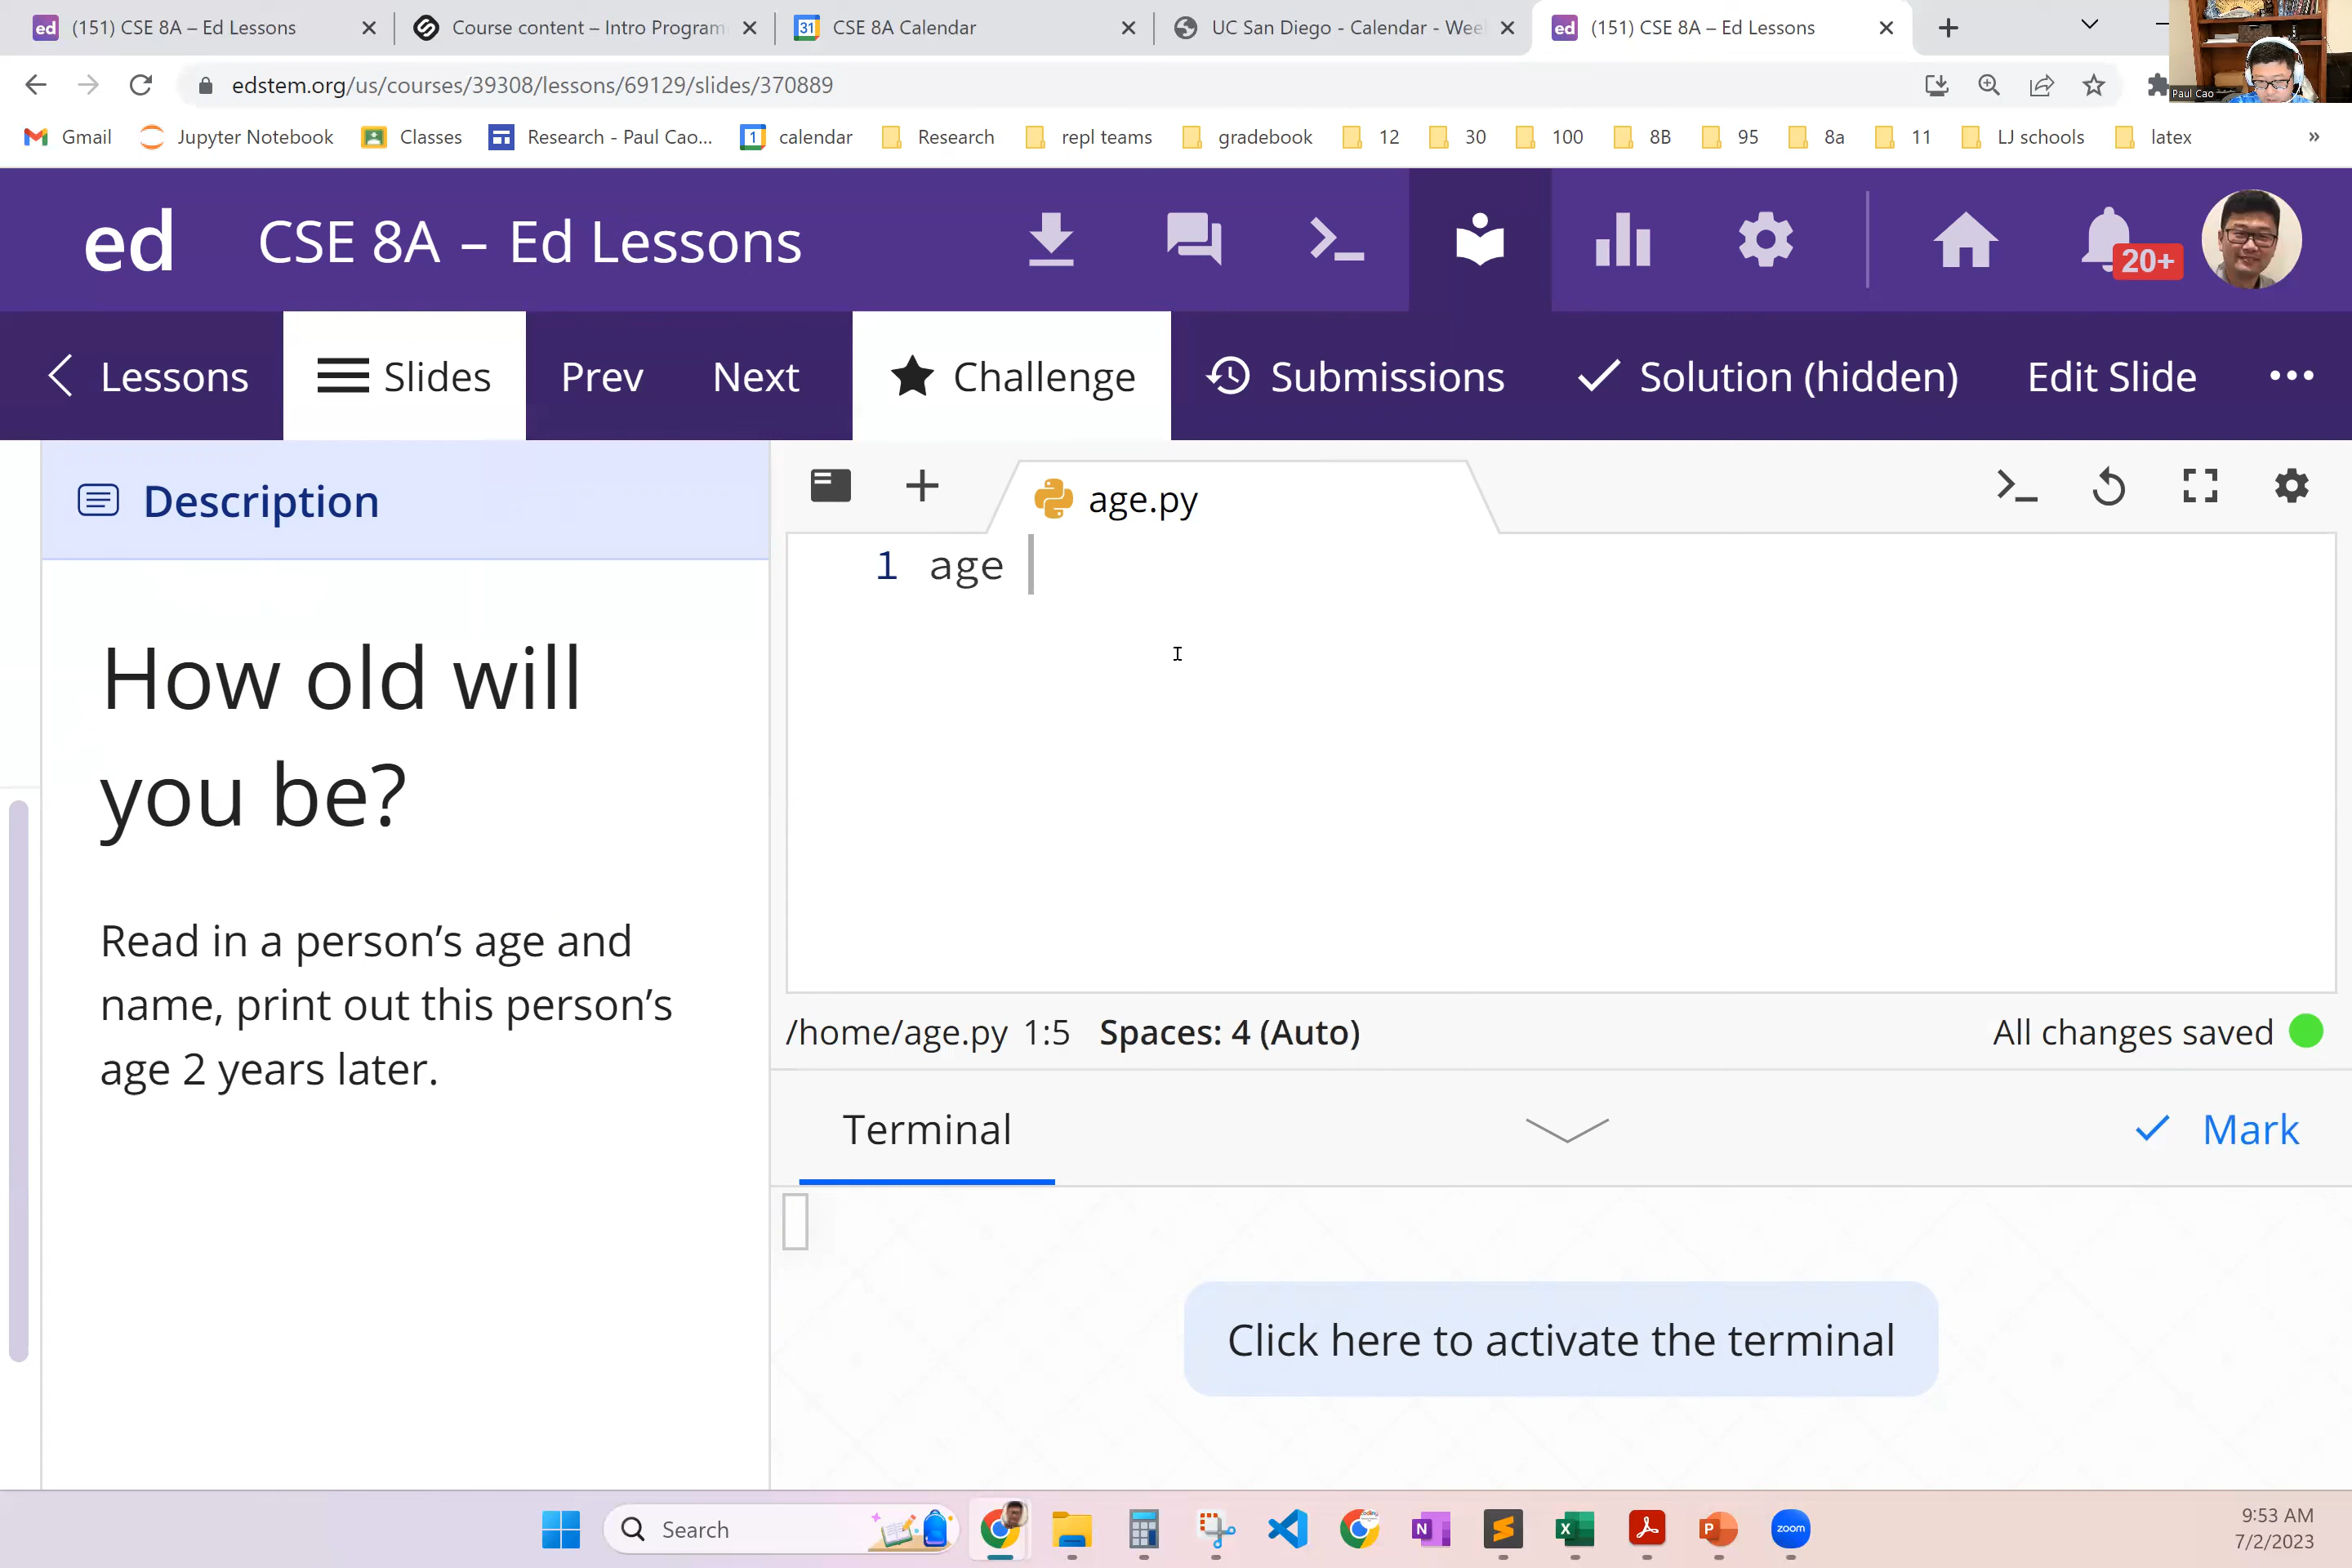 (151) CSE 8A – Ed Lessons
Course content – Intro Program
31 CSE 8A Calendar
UC San Diego - Calendar - Wee
(151) CSE 8A – Ed Lessons
edstem.org/us/courses/39308/lessons/69129/slides/370889
Paul Cao
Gmail
Jupyter Notebook
Classes
Research - Paul Cao...
1 calendar
Research
repl teams
gradebook
12
30
100
8B
95
8a
11
LJ schools
latex
»
ed CSE 8A – Ed Lessons
20+
Lessons
Slides
Prev
Next
Challenge
Submissions
Solution (hidden)
Edit Slide
Description
How old will
you be?
Read in a person’s age and
name, print out this person’s
age 2 years later.
age.py
1 age
/home/age.py 1:5 Spaces: 4 (Auto)
All changes saved
Terminal
Mark
Click here to activate the terminal
Search
zoom
9:53 AM
7/2/2023